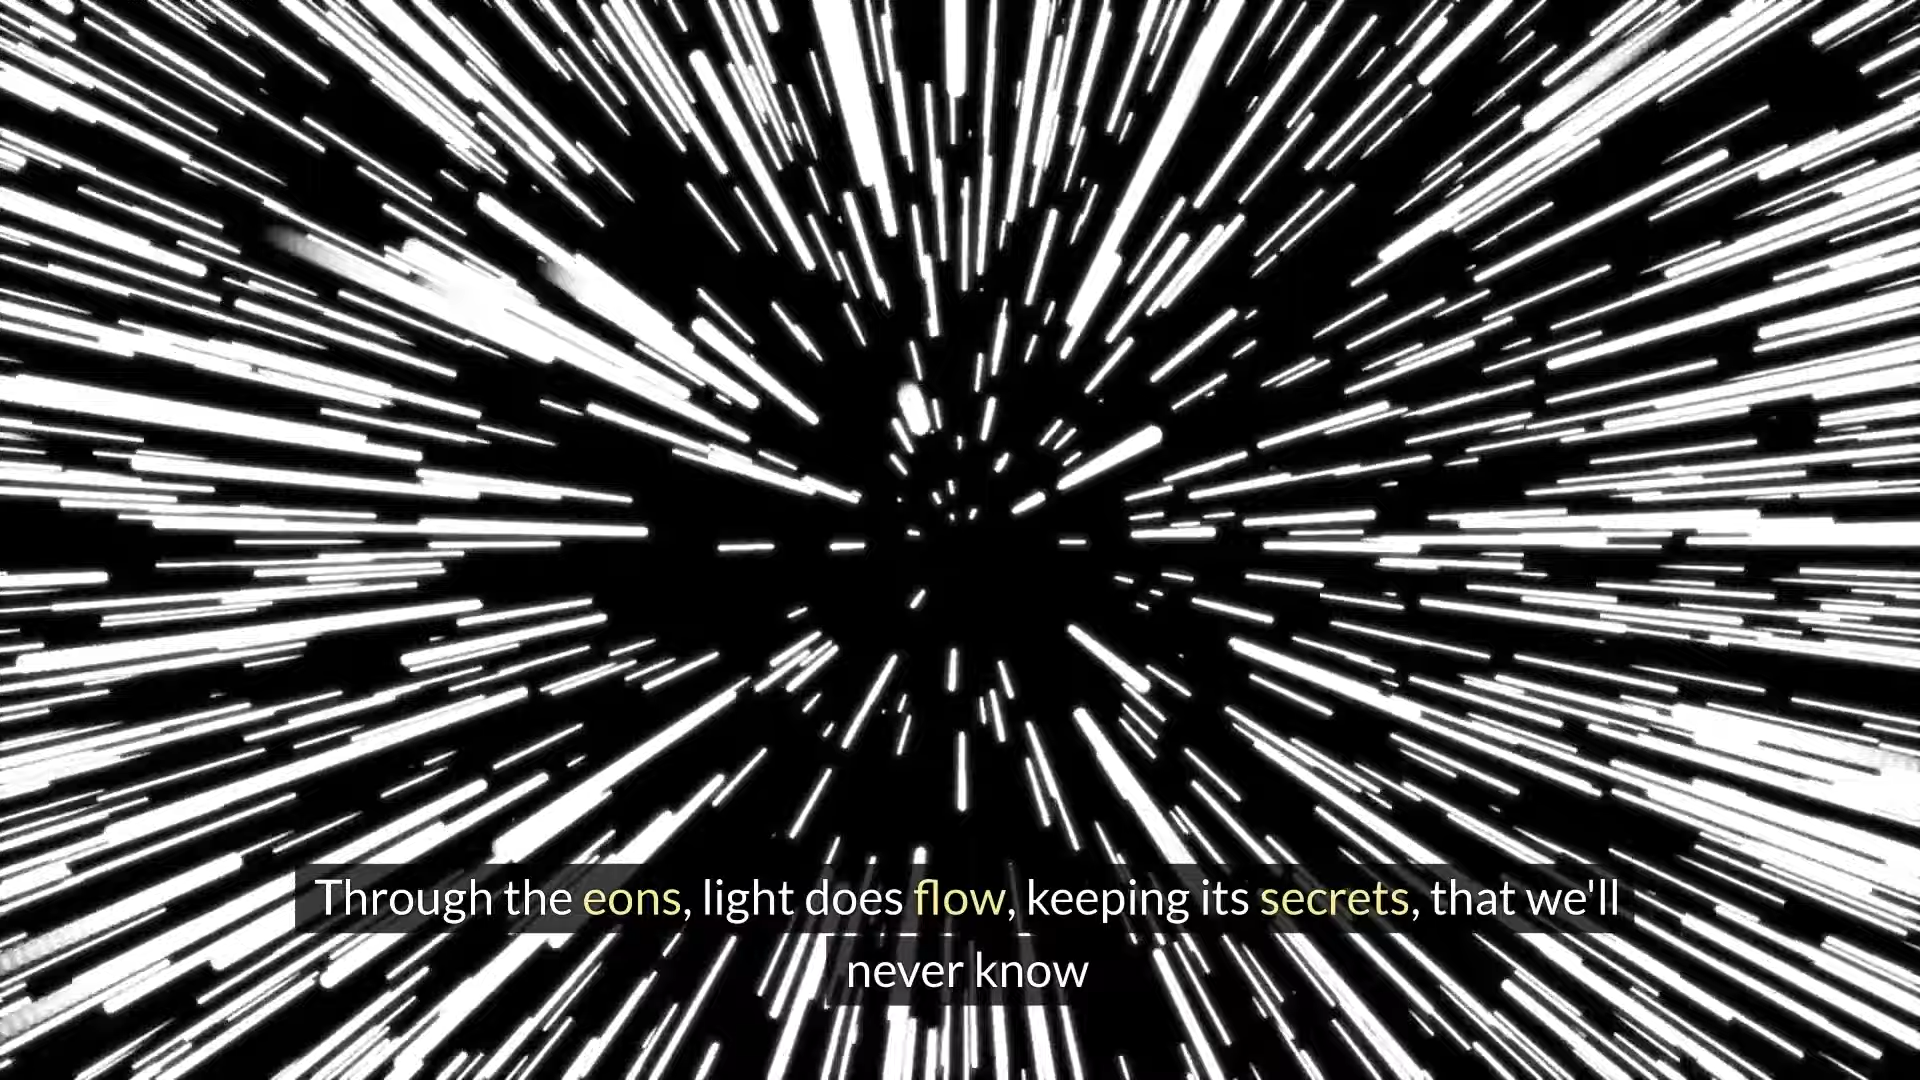 Through the eons, light does flow, keeping its secrets, that we'll
never know